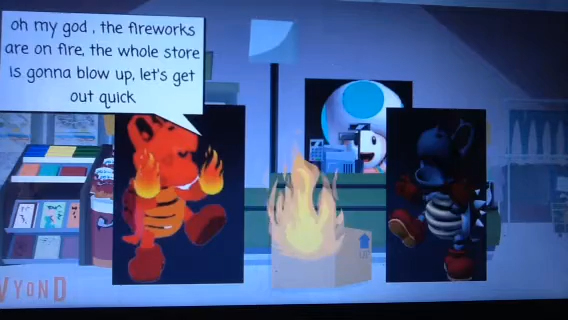 oh my god , the fireworks
are on fire, the whole store
is gonna blow up, let's get
out quick
VYOND